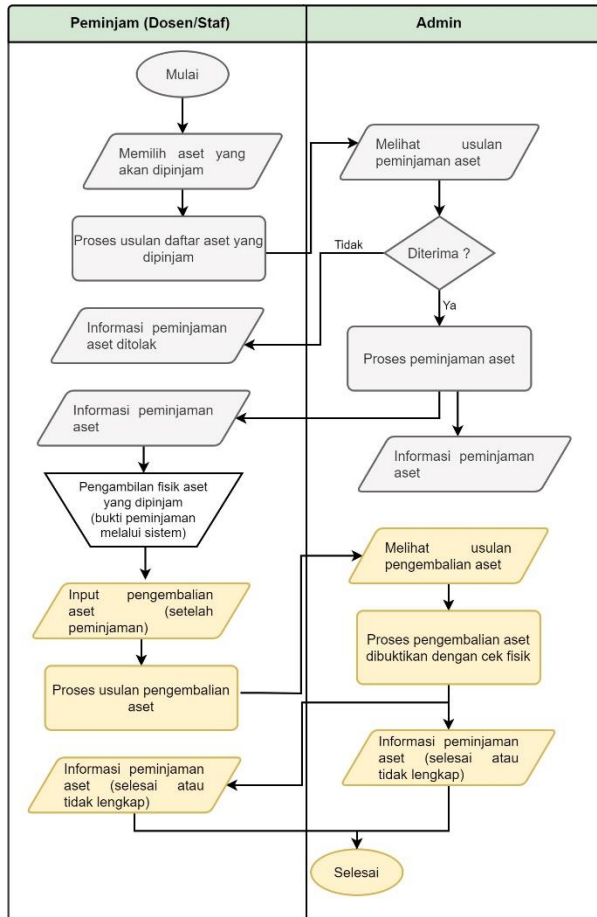 Peminjam (Dosen/Staf)
Admin
Mulai
Memilih aset yang
akan dipinjam
Melihat usulan
peminjaman aset
Proses usulan daftar aset yang
dipinjam
Tidak
Diterima ?
Ya
Informasi peminjaman
aset ditolak
Proses peminjaman aset
Informasi peminjaman
aset
Informasi peminjaman
aset
Pengambilan fisik aset
yang dipinjam
(bukti peminjaman
melalui sistem)
Melihat usulan
pengembalian aset
Input pengembalian
aset (setelah
peminjaman)
Proses pengembalian aset
dibuktikan dengan cek fisik
Proses usulan pengembalian
aset
Informasi peminjaman
aset (selesai atau
tidak lengkap)
Informasi peminjaman
aset (selesai atau
tidak lengkap)
Selesai